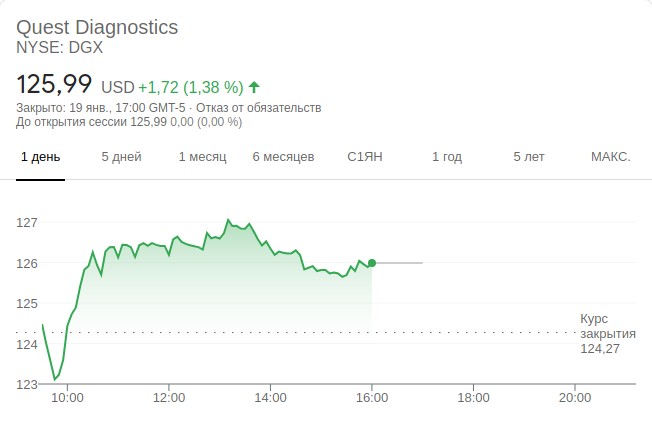 Quest Diagnostics
NYSE: DGX
125,99 USD +1,72 (1,38 %)
Закрыто: 19 янв., 17:00 GMT-5 · Отказ от обязательств
До открытия сессии 125,99 0,00 (0,00 %)
1 день 5 дней 1 месяц 6 месяцев С1ЯН 1 год 5 лет МАКС.
127
126
125
Курс
закрытия
124,27
124
123
10:00 12:00 14:00 16:00 18:00 20:00